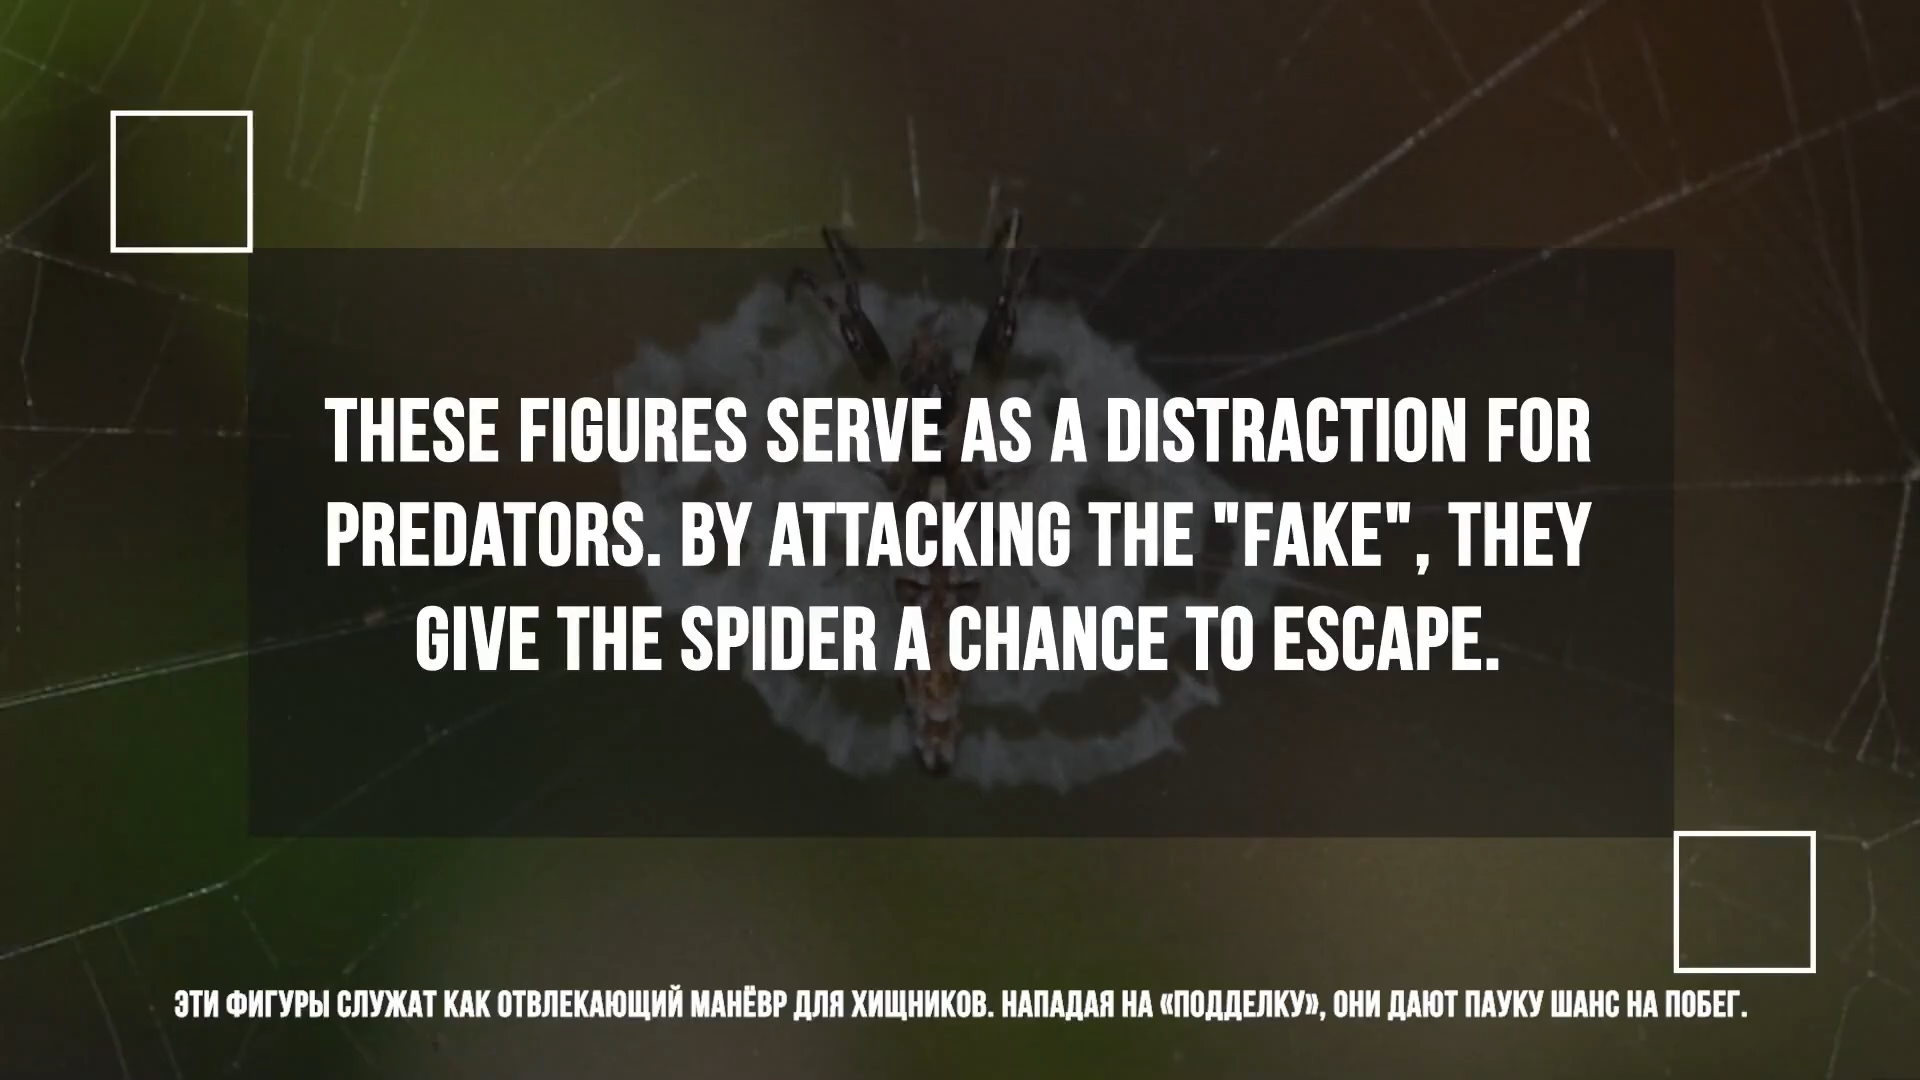 THESE FIGURES SERVE AS A DISTRACTION FOR
PREDATORS. BY ATTACKING THE "FAKE", THEY
GIVE THE SPIDER A CHANCE TO ESCAPE.
ЭТИ ФИГУРЫ СЛУЖАТ КАК ОТВЛЕКАЮЩИЙ МАНЁВР ДЛЯ ХИЩНИКОВ. НАПАДАЯ НА «ПОДДЕЛКУ», ОНИ ДАЮТ ПАУКУ ШАНС НА ПОБЕГ.